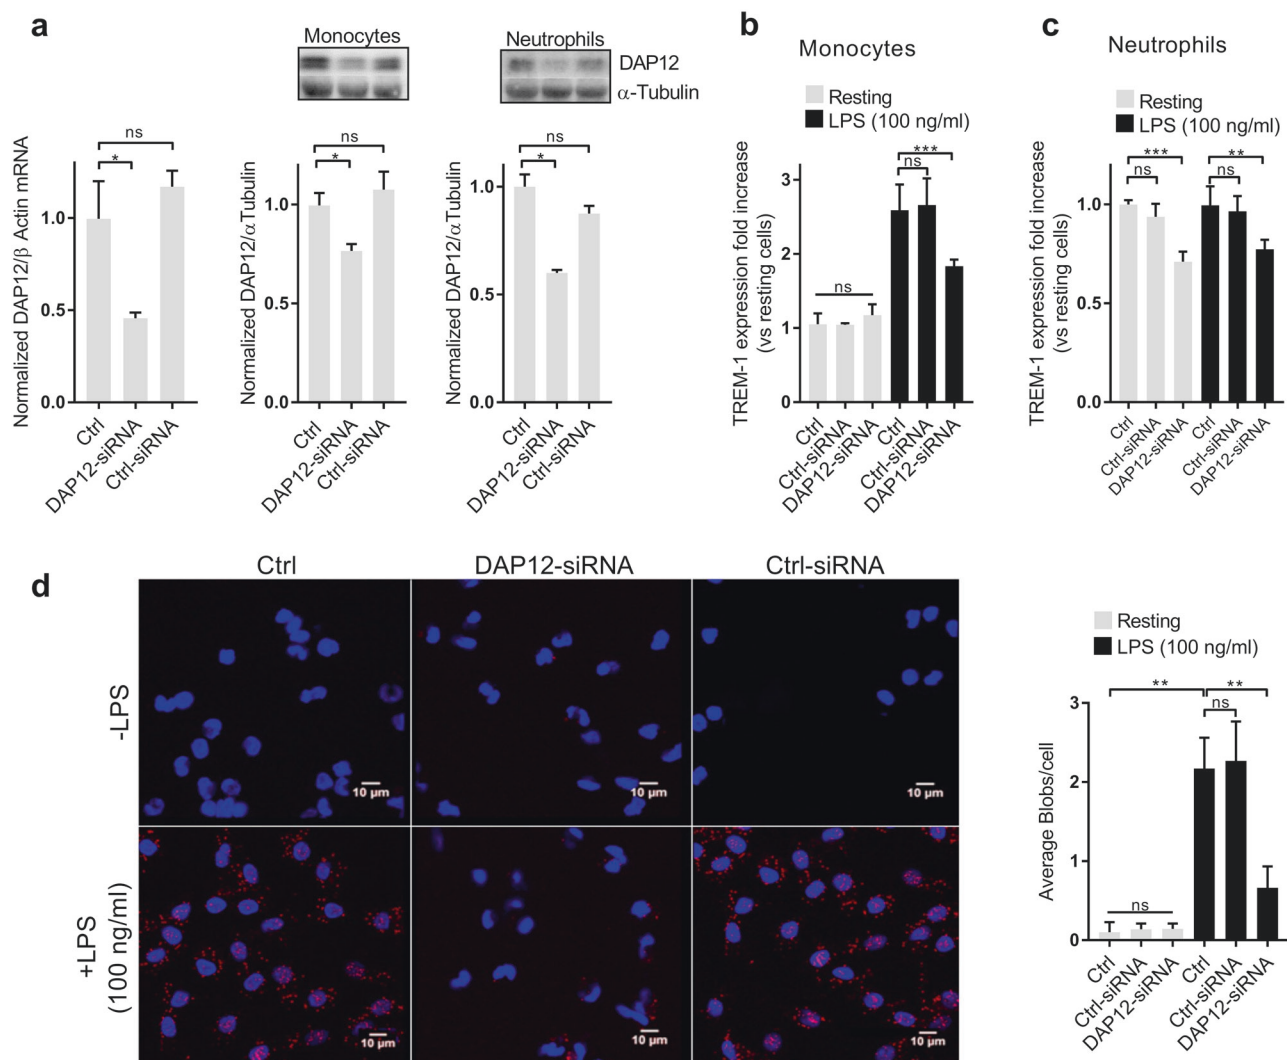 a
Monocytes
Neutrophils
DAP12
α-Tubulin
ns
*
Normalized DAP12/β Actin mRNA
1.0
0.5
0.0
Ctrl
DAP12-siRNA
Ctrl-siRNA
ns
*
Normalized DAP12/αTubulin
1.0
0.5
0.0
Ctrl
DAP12-siRNA
Ctrl-siRNA
ns
*
Normalized DAP12/αTubulin
1.0
0.5
0.0
Ctrl
DAP12-siRNA
Ctrl-siRNA
b
Monocytes
Resting
LPS (100 ng/ml)
***
ns
ns
TREM-1 expression fold increase
(vs resting cells)
3
2
1
0
Ctrl
Ctrl-siRNA
DAP12-siRNA
Ctrl
Ctrl-siRNA
DAP12-siRNA
c
Neutrophils
Resting
LPS (100 ng/ml)
***
ns
**
ns
TREM-1 expression fold increase
(vs resting cells)
1.0
0.5
0.0
Ctrl
Ctrl-siRNA
DAP12-siRNA
Ctrl
Ctrl-siRNA
DAP12-siRNA
d
Ctrl
DAP12-siRNA
Ctrl-siRNA
-LPS
10 µm
10 µm
10 µm
+LPS
(100 ng/ml)
10 µm
10 µm
10 µm
Resting
LPS (100 ng/ml)
**
**
ns
ns
Average Blobs/cell
3
2
1
0
Ctrl
Ctrl-siRNA
DAP12-siRNA
Ctrl
Ctrl-siRNA
DAP12-siRNA